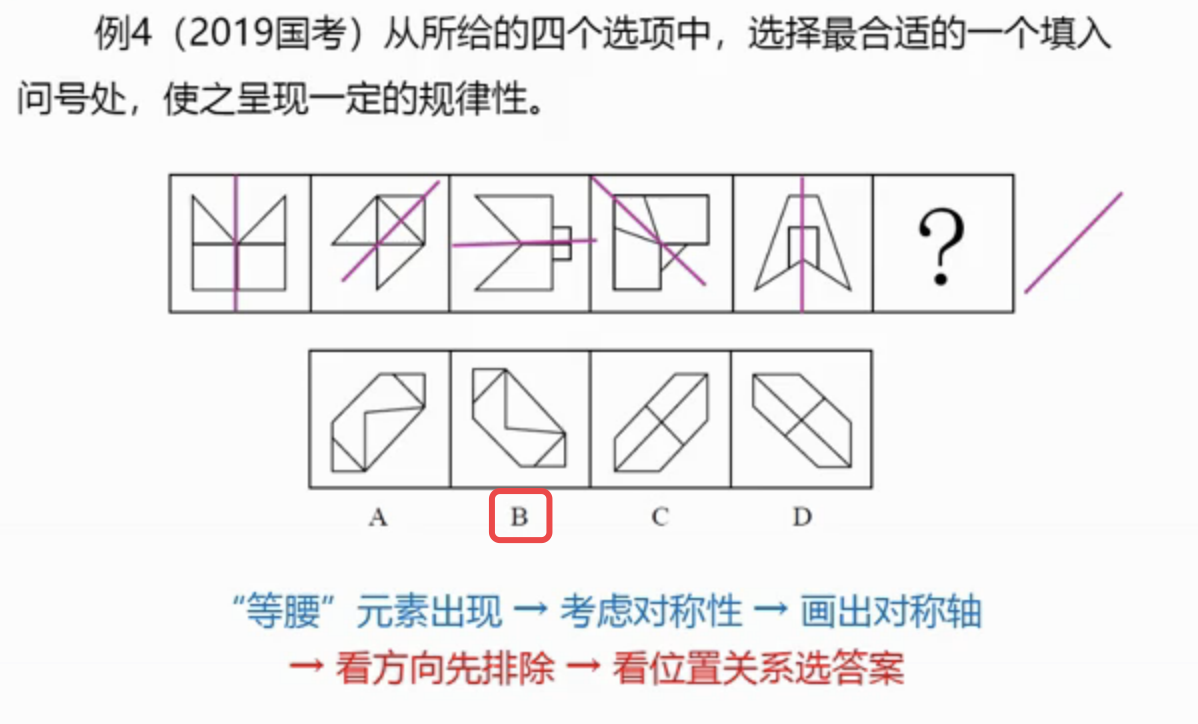 例4（2019国考）从所给的四个选项中，选择最合适的一个填入
问号处，使之呈现一定的规律性。
?
A B C D
“等腰”元素出现 → 考虑对称性 → 画出对称轴
→ 看方向先排除 → 看位置关系选答案